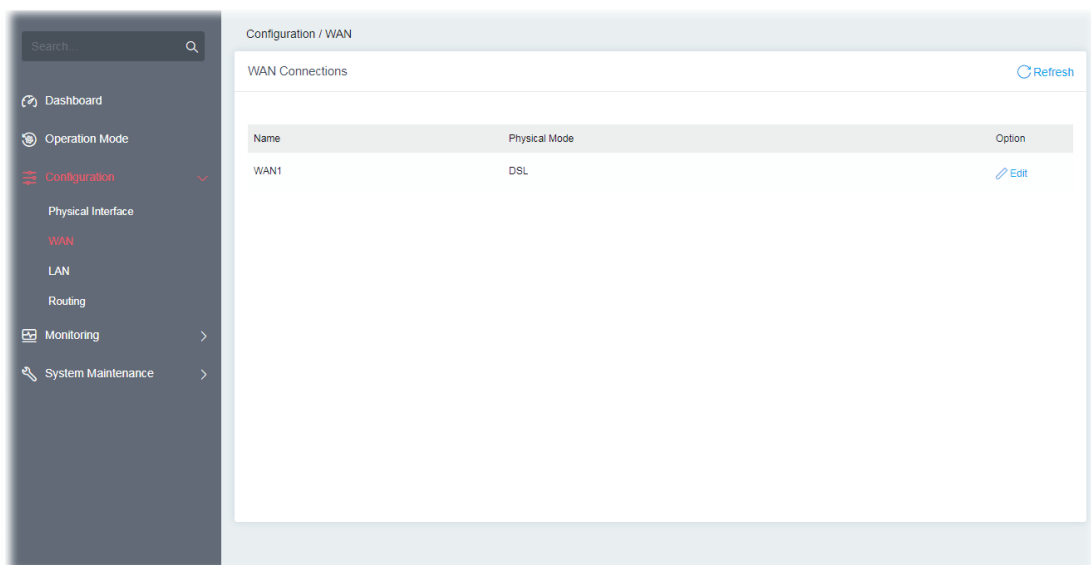 Search...
Dashboard
Operation Mode
Configuration
Physical Interface
WAN
LAN
Routing
Monitoring
System Maintenance
Configuration / WAN
WAN Connections
Refresh
Name Physical Mode Option
WAN1 DSL Edit